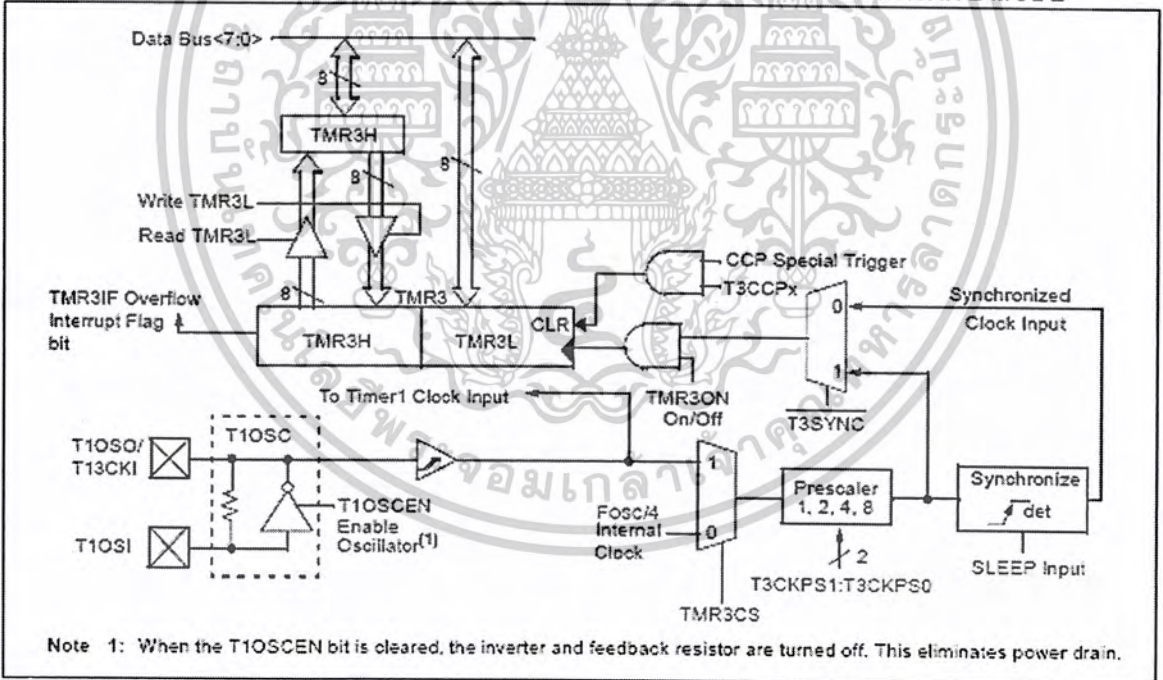 Data Bus<7:0>
8
TMR3H
8
8
Write TMR3L
Read TMR3L
8
TMR3
CCP Special Trigger
T3CCPx
TMR3IF Overflow
Interrupt Flag
bit
TMR3H
TMR3L
CLR
0
1
Synchronized
Clock Input
To Timer1 Clock Input
TMR3ON
On/Off
T3SYNC
T1OSO/
T13CKI
T1OSC
T1OSCEN
Enable
Oscillator(1)
T1OSI
1
FOSC/4
Internal
Clock
0
Prescaler
1, 2, 4, 8
Synchronize
det
2
SLEEP Input
T3CKPS1:T3CKPS0
TMR3CS
Note 1: When the T1OSCEN bit is cleared, the inverter and feedback resistor are turned off. This eliminates power drain.